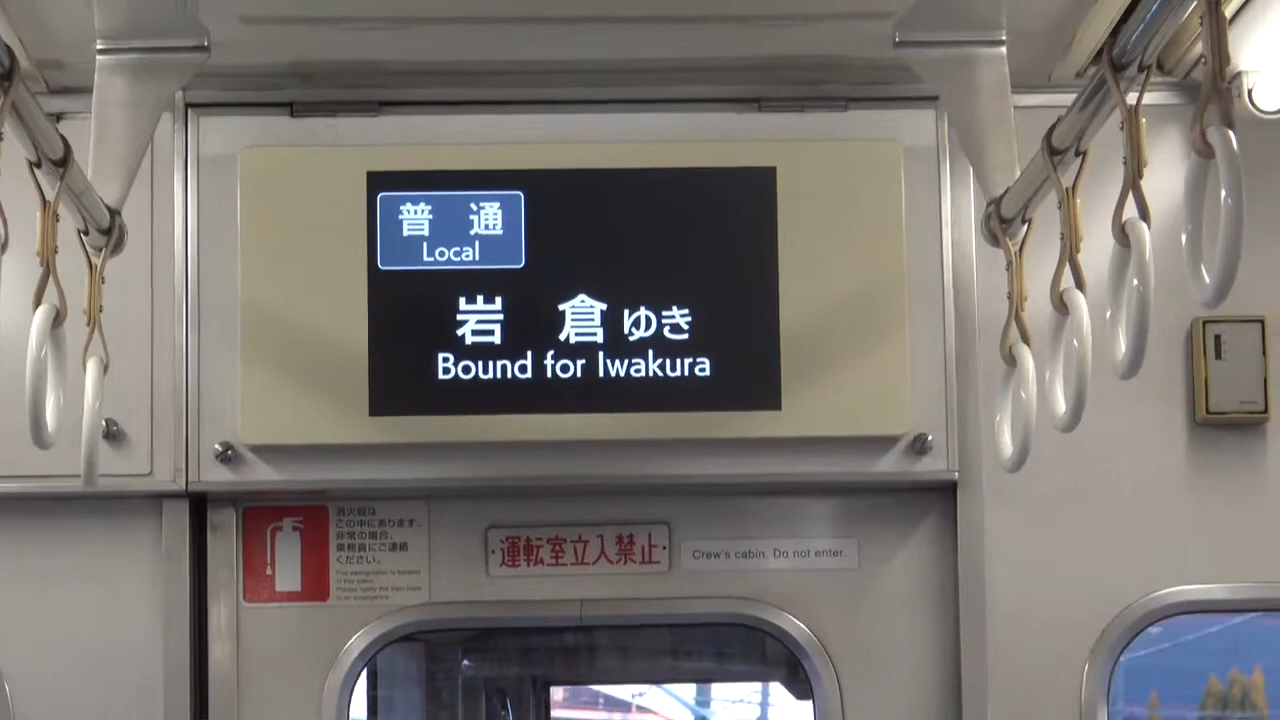 普 通
Local
岩 倉 ゆき
Bound for Iwakura
消火器は
この中にあります。
非常の場合、
乗務員にご連絡
ください。
運転室立入禁止
Crew's cabin. Do not enter.